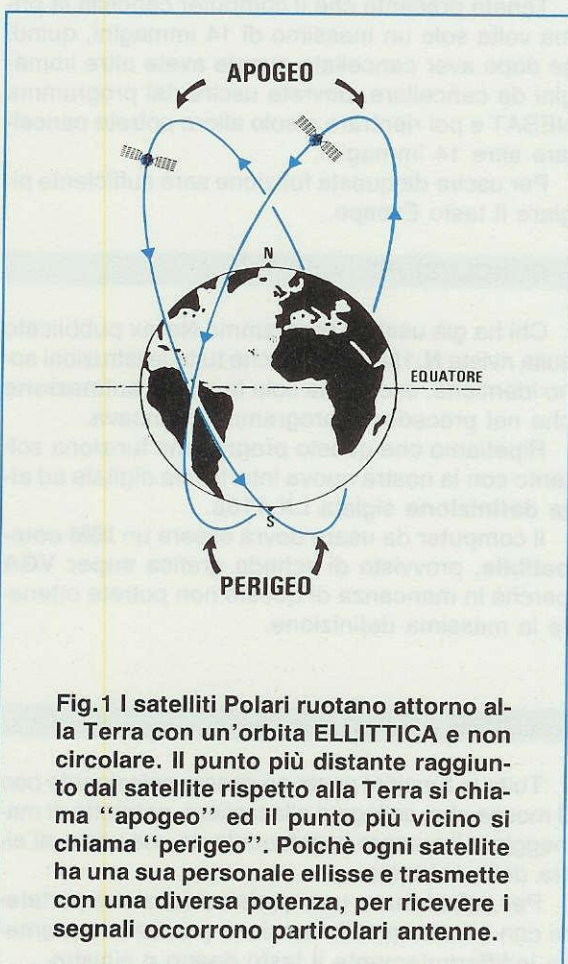 APOGEO
N
EQUATORE
S
PERIGEO
Fig.1 I satelliti Polari ruotano attorno al-
la Terra con un'orbita ELLITTICA e non
circolare. Il punto più distante raggiun-
to dal satellite rispetto alla Terra si chia-
ma "apogeo" ed il punto più vicino si
chiama "perigeo". Poichè ogni satellite
ha una sua personale ellisse e trasmette
con una diversa potenza, per ricevere i
segnali occorrono particolari antenne.